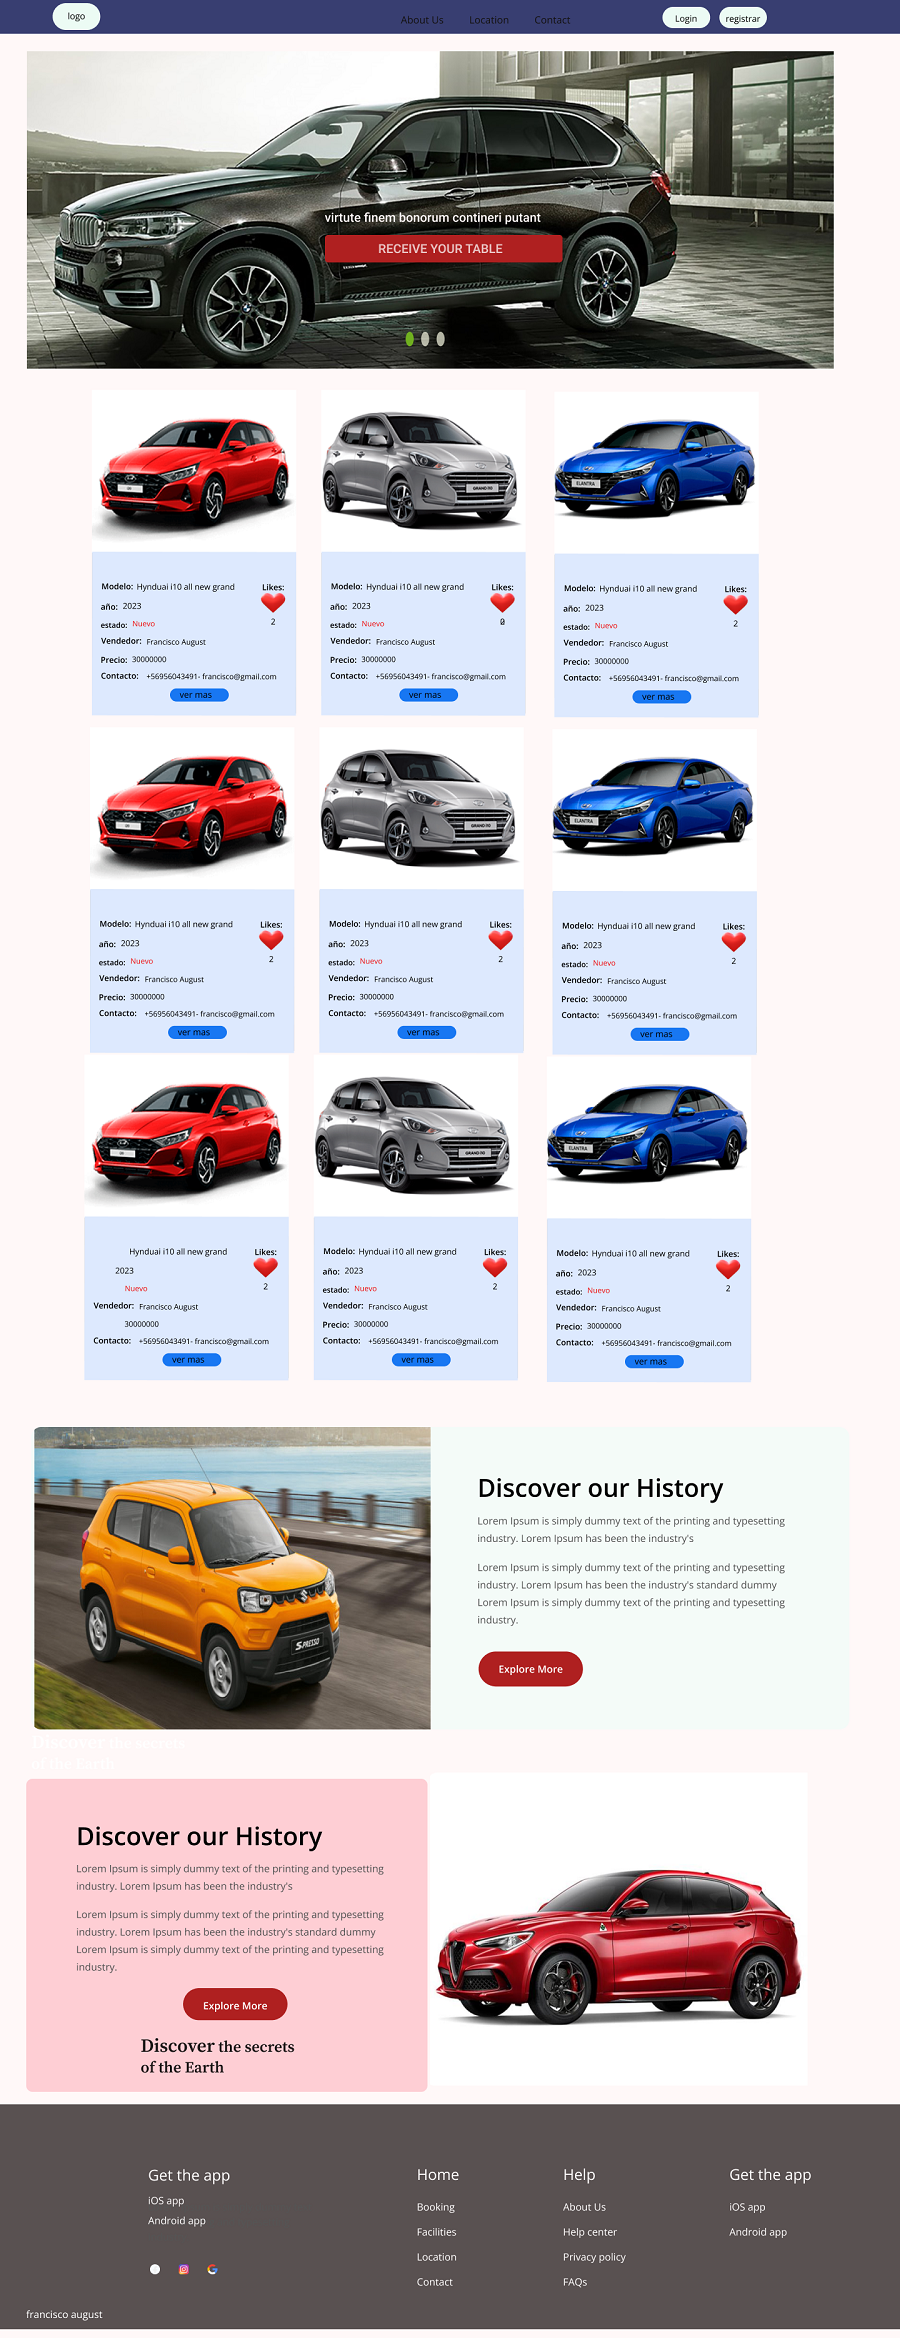 logo
About Us Location Contact
Login registrar
virtute finem bonorum contineri putant
RECEIVE YOUR TABLE
GRAND i10
ELANTRA
Modelo: Hynduai i10 all new grand Likes:
año: 2023
estado: Nuevo 2
Vendedor: Francisco August
Precio: 30000000
Contacto: +56956043491- francisco@gmail.com
ver mas
Modelo: Hynduai i10 all new grand Likes:
año: 2023
estado: Nuevo
Vendedor: Francisco August
Precio: 30000000
Contacto: +56956043491- francisco@gmail.com
ver mas
Modelo: Hynduai i10 all new grand Likes:
año: 2023
estado: Nuevo 2
Vendedor: Francisco August
Precio: 30000000
Contacto: +56956043491- francisco@gmail.com
ver mas
GRAND i10
ELANTRA
Modelo: Hynduai i10 all new grand Likes:
año: 2023
estado: Nuevo 2
Vendedor: Francisco August
Precio: 30000000
Contacto: +56956043491- francisco@gmail.com
ver mas
Modelo: Hynduai i10 all new grand Likes:
año: 2023
estado: Nuevo 2
Vendedor: Francisco August
Precio: 30000000
Contacto: +56956043491- francisco@gmail.com
ver mas
Modelo: Hynduai i10 all new grand Likes:
año: 2023
estado: Nuevo 2
Vendedor: Francisco August
Precio: 30000000
Contacto: +56956043491- francisco@gmail.com
ver mas
GRAND i10
ELANTRA
Hynduai i10 all new grand Likes:
2023
Nuevo 2
Vendedor: Francisco August
30000000
Contacto: +56956043491- francisco@gmail.com
ver mas
Modelo: Hynduai i10 all new grand Likes:
año: 2023
estado: Nuevo 2
Vendedor: Francisco August
Precio: 30000000
Contacto: +56956043491- francisco@gmail.com
ver mas
Modelo: Hynduai i10 all new grand Likes:
año: 2023
estado: Nuevo 2
Vendedor: Francisco August
Precio: 30000000
Contacto: +56956043491- francisco@gmail.com
ver mas
S-PRESSO
Discover our History
Lorem Ipsum is simply dummy text of the printing and typesetting
industry. Lorem Ipsum has been the industry's
Lorem Ipsum is simply dummy text of the printing and typesetting
industry. Lorem Ipsum has been the industry's standard dummy
Lorem Ipsum is simply dummy text of the printing and typesetting
industry.
Explore More
Discover the secrets
of the Earth
Discover our History
Lorem Ipsum is simply dummy text of the printing and typesetting
industry. Lorem Ipsum has been the industry's
Lorem Ipsum is simply dummy text of the printing and typesetting
industry. Lorem Ipsum has been the industry's standard dummy
Lorem Ipsum is simply dummy text of the printing and typesetting
industry.
Explore More
Discover the secrets
of the Earth
Get the app
iOS app
Android app
Home
Booking
Facilities
Location
Contact
Help
About Us
Help center
Privacy policy
FAQs
Get the app
iOS app
Android app
francisco august